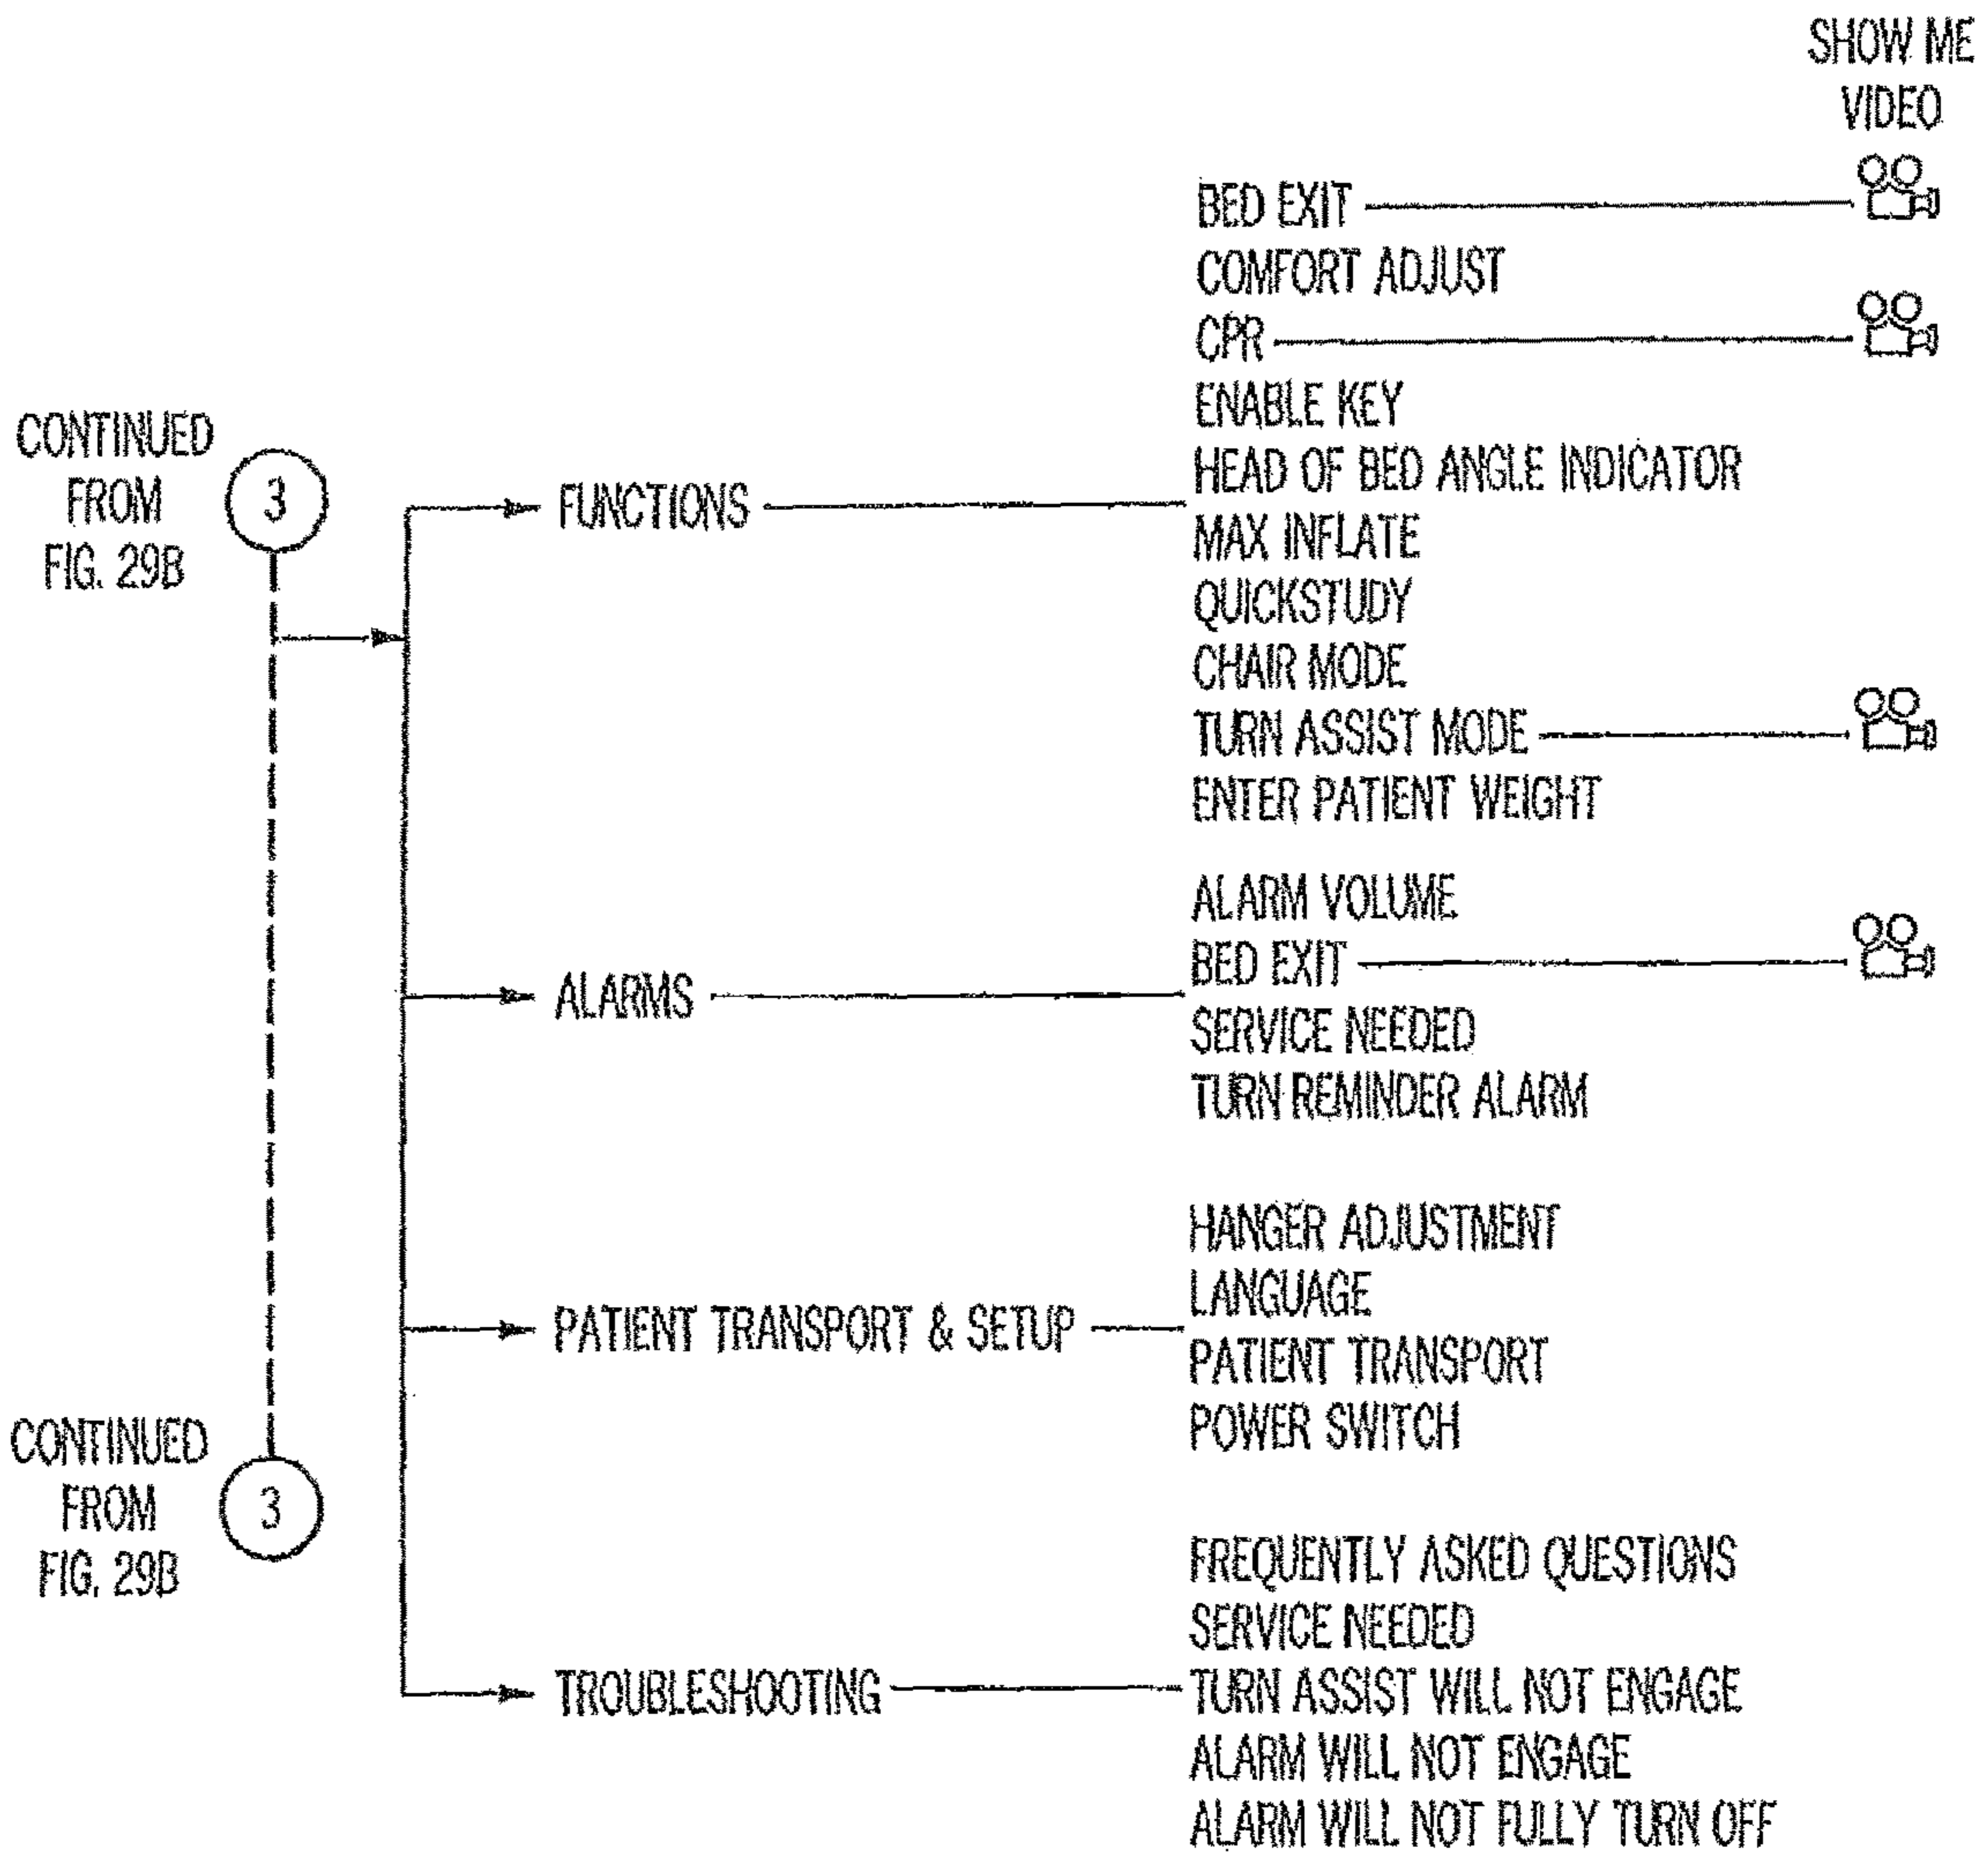 SHOW ME
VIDEO
CONTINUED
FROM
FIG. 29B
3
FUNCTIONS
BED EXIT
COMFORT ADJUST
CPR
ENABLE KEY
HEAD OF BED ANGLE INDICATOR
MAX INFLATE
QUICKSTUDY
CHAIR MODE
TURN ASSIST MODE
ENTER PATIENT WEIGHT
ALARMS
ALARM VOLUME
BED EXIT
SERVICE NEEDED
TURN REMINDER ALARM
PATIENT TRANSPORT & SETUP
HANGER ADJUSTMENT
LANGUAGE
PATIENT TRANSPORT
POWER SWITCH
CONTINUED
FROM
FIG. 29B
3
TROUBLESHOOTING
FREQUENTLY ASKED QUESTIONS
SERVICE NEEDED
TURN ASSIST WILL NOT ENGAGE
ALARM WILL NOT ENGAGE
ALARM WILL NOT FULLY TURN OFF